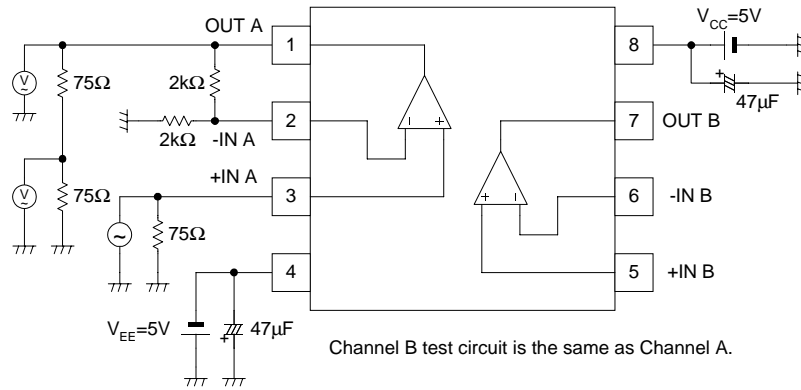 OUT A
V
~
75Ω
2kΩ
2kΩ
-IN A
V
~
75Ω
+IN A
~
75Ω
V_EE=5V
+
47μF
1
2
3
4
8
7
6
5
V_CC=5V
+
47μF
OUT B
-IN B
+IN B
Channel B test circuit is the same as Channel A.